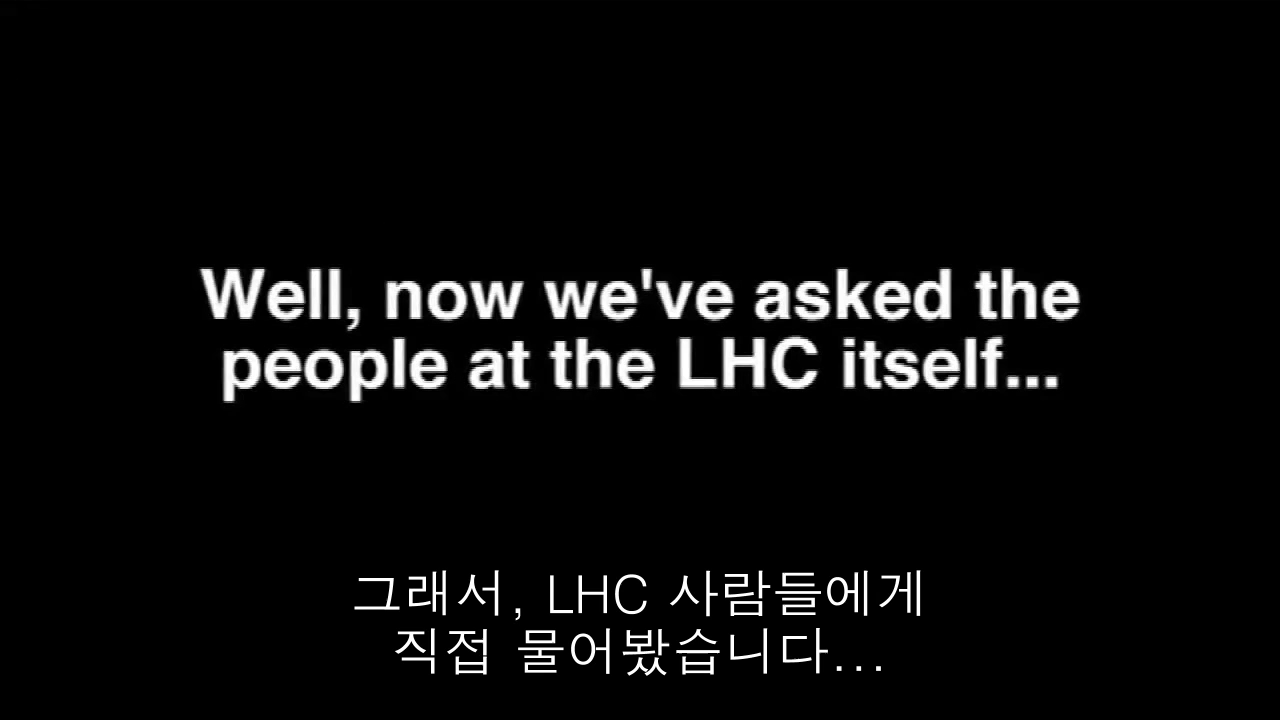 Well, now we've asked the
people at the LHC itself...
그래서, LHC 사람들에게
직접 물어봤습니다...